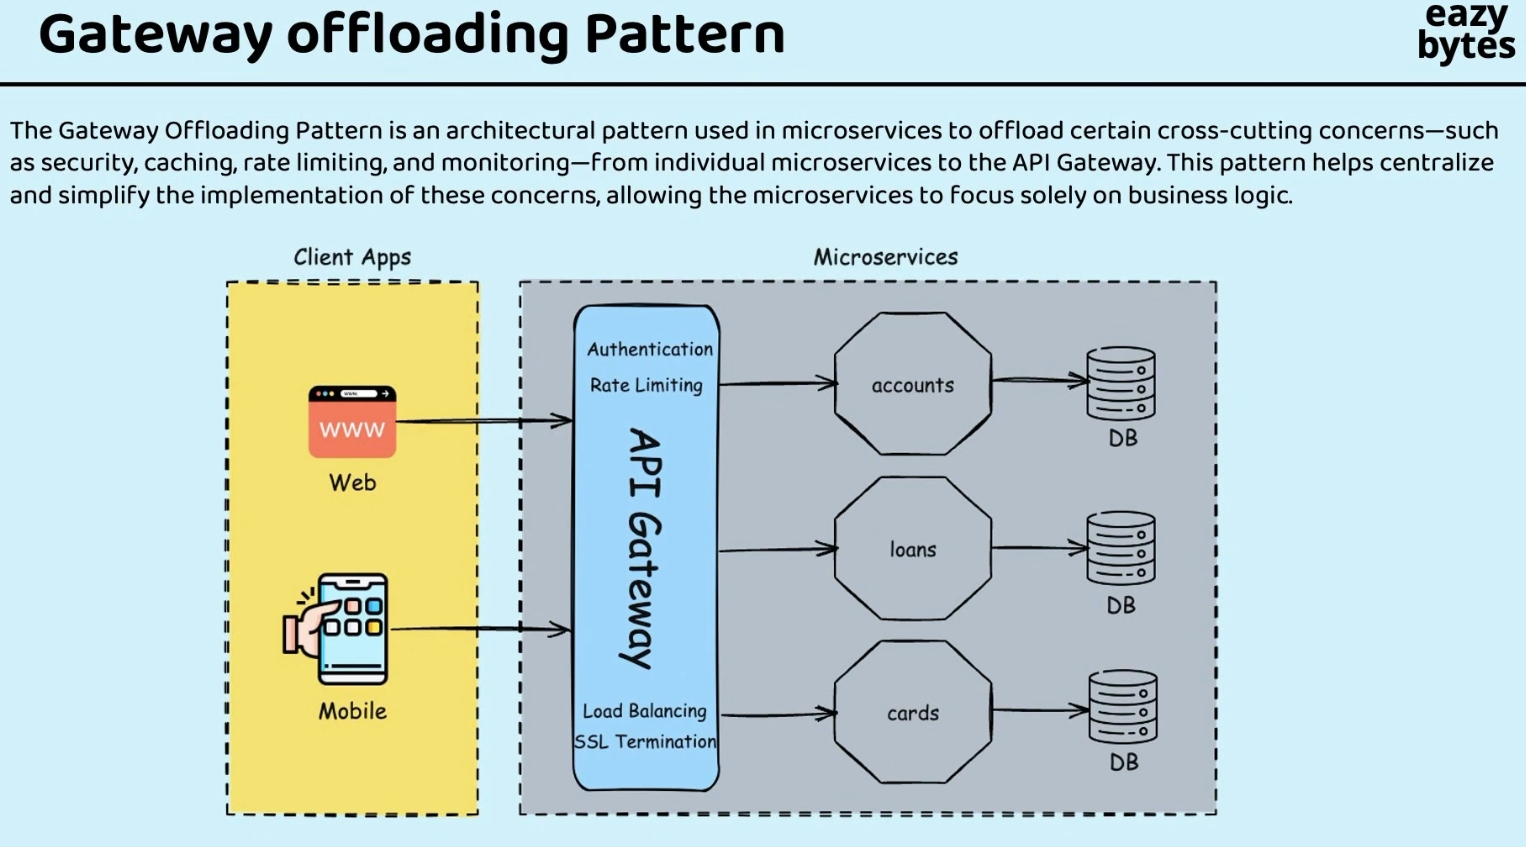 Gateway offloading Pattern
eazy
bytes
The Gateway Offloading Pattern is an architectural pattern used in microservices to offload certain cross-cutting concerns—such
as security, caching, rate limiting, and monitoring—from individual microservices to the API Gateway. This pattern helps centralize
and simplify the implementation of these concerns, allowing the microservices to focus solely on business logic.
Client Apps
Microservices
www
WWW
Web
Mobile
Authentication
Rate Limiting
API Gateway
Load Balancing
SSL Termination
accounts
DB
loans
DB
cards
DB